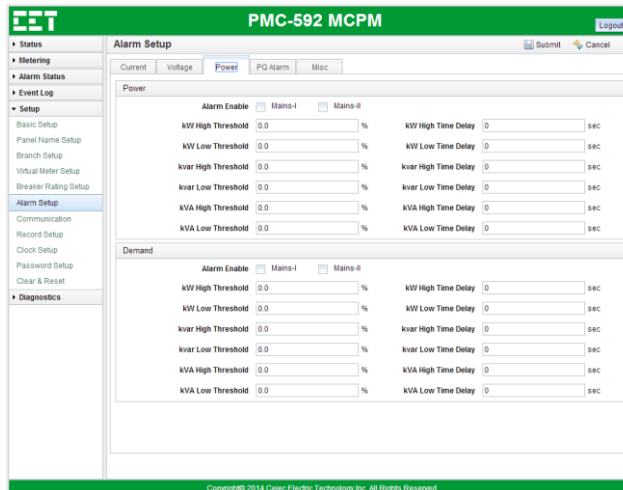 CET
PMC-592 MCPM
Logout
Status
Metering
Alarm Status
Event Log
Setup
Basic Setup
Panel Name Setup
Branch Setup
Virtual Meter Setup
Breaker Rating Setup
Alarm Setup
Communication
Record Setup
Clock Setup
Password Setup
Clear & Reset
Diagnostics
Alarm Setup
Submit Cancel
Current Voltage Power PQ Alarm Misc
Power
Alarm Enable Mains-I Mains-II
kW High Threshold 0.0 % kW High Time Delay 0 sec
kW Low Threshold 0.0 % kW Low Time Delay 0 sec
kvar High Threshold 0.0 % kvar High Time Delay 0 sec
kvar Low Threshold 0.0 % kvar Low Time Delay 0 sec
kVA High Threshold 0.0 % kVA High Time Delay 0 sec
kVA Low Threshold 0.0 % kVA Low Time Delay 0 sec
Demand
Alarm Enable Mains-I Mains-II
kW High Threshold 0.0 % kW High Time Delay 0 sec
kW Low Threshold 0.0 % kW Low Time Delay 0 sec
kvar High Threshold 0.0 % kvar High Time Delay 0 sec
kvar Low Threshold 0.0 % kvar Low Time Delay 0 sec
kVA High Threshold 0.0 % kVA High Time Delay 0 sec
kVA Low Threshold 0.0 % kVA Low Time Delay 0 sec
Copyright© 2014 Ceiec Electric Technology Inc. All Rights Reserved